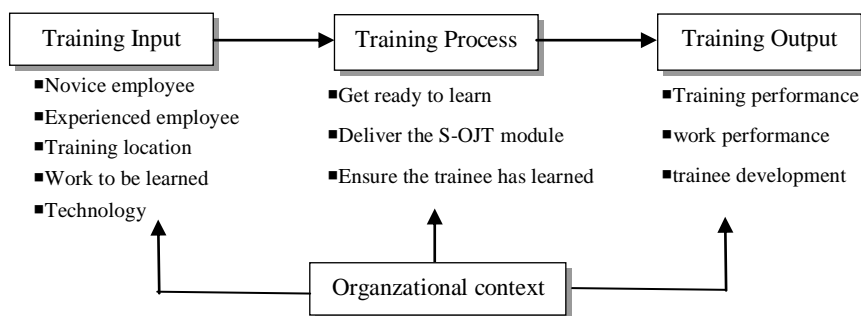 Training Input
Training Process
Training Output
■Novice employee
■Experienced employee
■Training location
■Work to be learned
■Technology
■Get ready to learn
■Deliver the S-OJT module
■Ensure the trainee has learned
■Training performance
■work performance
■trainee development
Organzational context